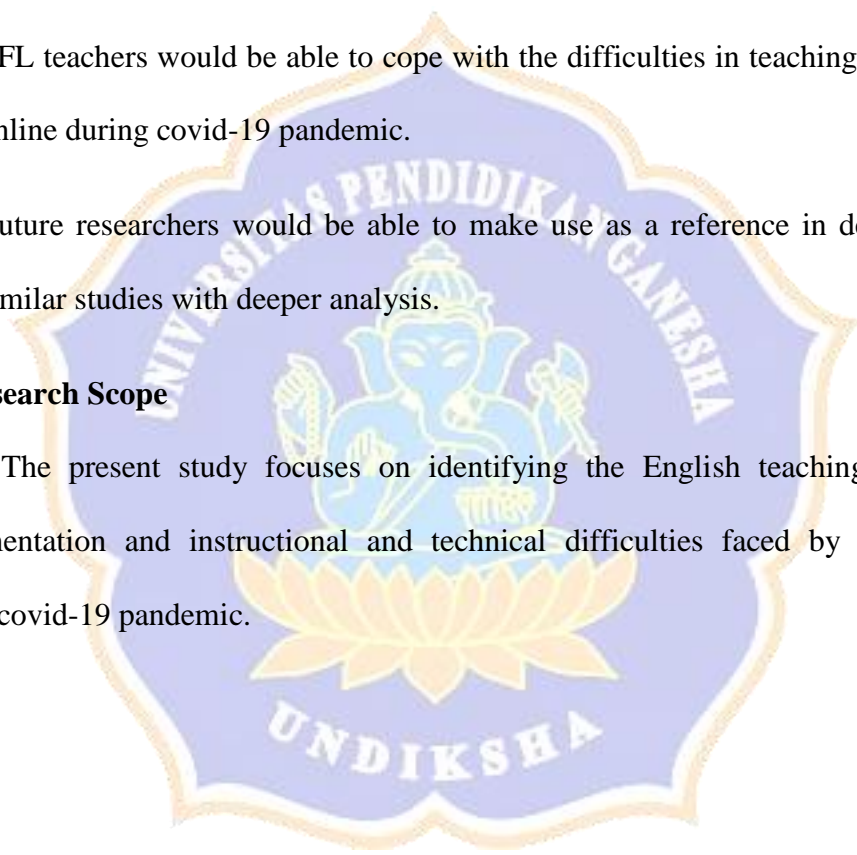 FL teachers would be able to cope with the difficulties in teaching
nline during covid-19 pandemic.
UNIVERSITAS PENDIDIKAN GANESHA
uture researchers would be able to make use as a reference in de
milar studies with deeper analysis.
search Scope
The present study focuses on identifying the English teaching
nentation and instructional and technical difficulties faced by
covid-19 pandemic.
UNDIKSHA